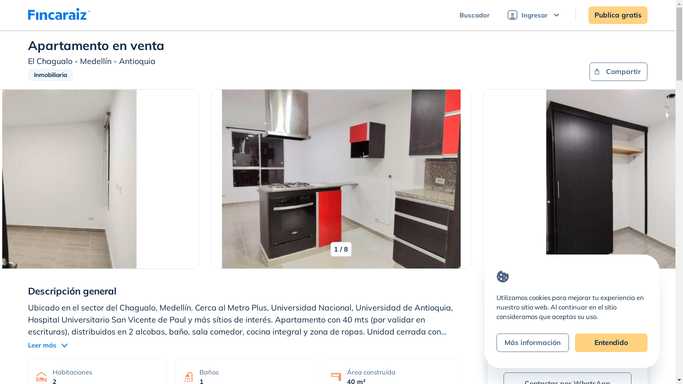 Fincaraíz
Buscador
Ingresar
Publica gratis
Apartamento en venta
El Chagualo - Medellín - Antioquia
Inmobiliaria
Compartir
1 / 8
Descripción general
Ubicado en el sector del Chagualo, Medellín. Cerca al Metro Plus, Universidad Nacional, Universidad de Antioquia,
Hospital Universitario San Vicente de Paul y más sitios de interés. Apartamento con 40 mts (por validar en
escrituras), distribuidos en 2 alcobas, baño, sala comedor, cocina integral y zona de ropas. Unidad cerrada con...
Leer más
Habitaciones
2
Baños
1
Área construida
40 m²
Utilizamos cookies para mejorar tu experiencia en
nuestro sitio web. Al continuar en el sitio
consideramos que aceptas su uso.
Más información
Entendido
Contactar por WhatsApp